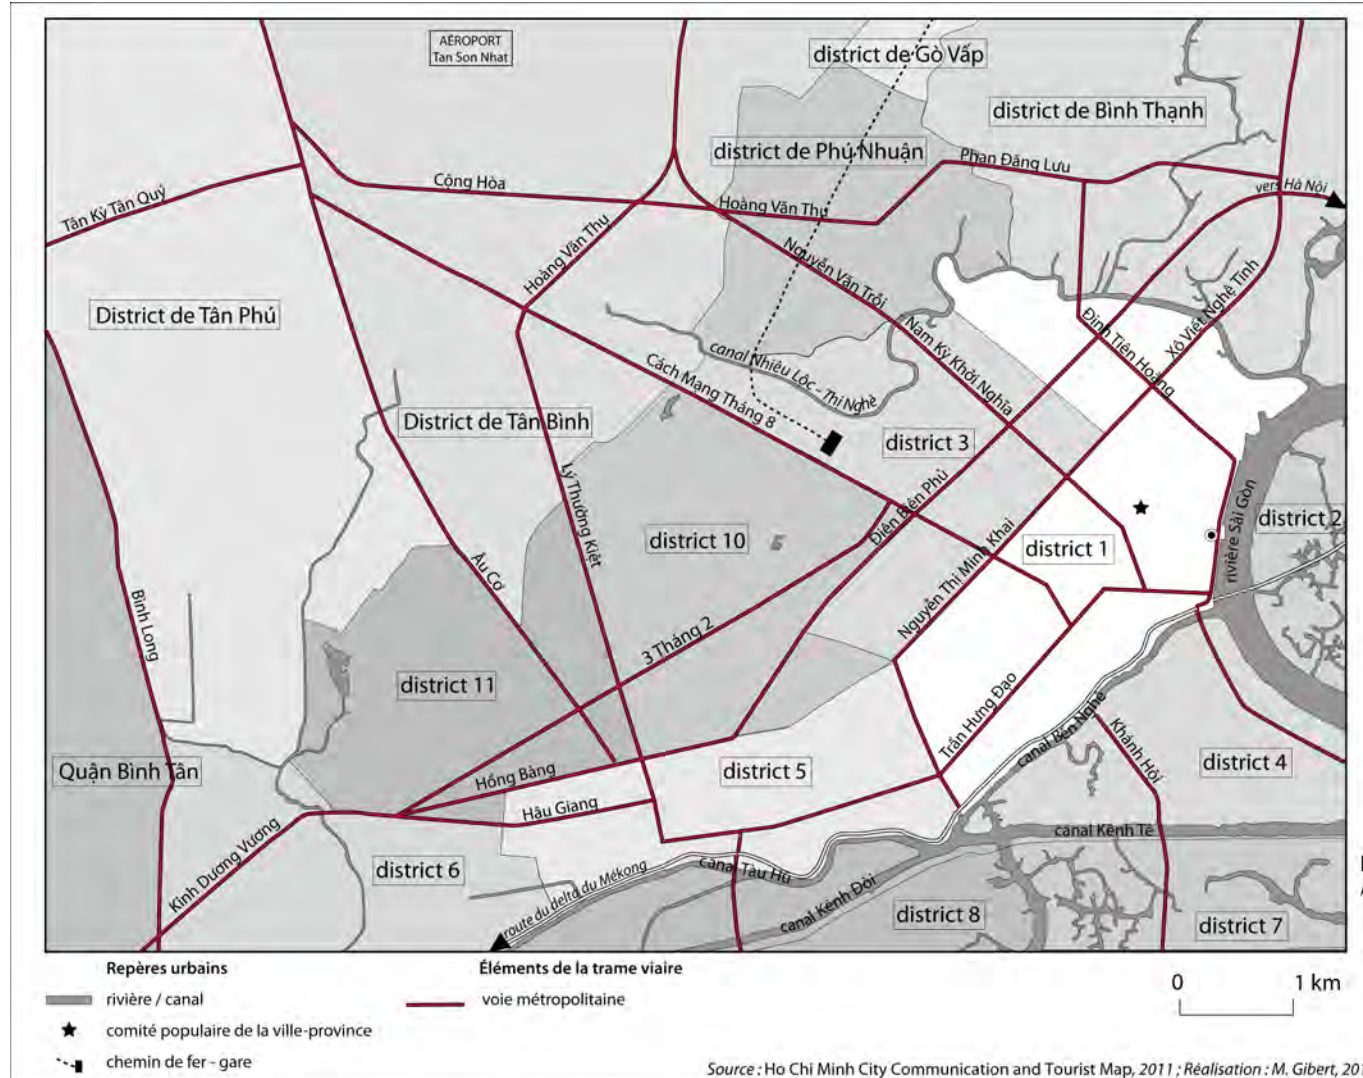 AÉROPORT
Tan Son Nhat
district de Gò Vấp
district de Bình Thạnh
district de Phú Nhuận
Phan Đăng Lưu
Cộng Hòa
Tân Kỳ Tân Quý
vers Hà Nội
Hoàng Văn Thụ
Hoàng Văn Thụ
Nguyễn Văn Trỗi
District de Tân Phú
Nam Kỳ Khởi Nghĩa
Đinh Tiên Hoàng
Xô Viết Nghệ Tĩnh
canal Nhiêu Lôc - Thi Nghè
Cách Mạng Tháng 8
District de Tân Bình
district 3
Lý Thường Kiệt
Điện Biên Phủ
district 2
rivière Sài Gòn
district 10
district 1
Nguyễn Thi Minh Khai
Âu Cơ
Bình Long
3 Tháng 2
district 11
Trần Hưng Đạo
canal Bến Nghé
Khánh Hội
Quận Bình Tân
Hồng Bàng
district 5
district 4
Hâu Giang
canal Kênh Tẻ
Kinh Dương Vương
district 6
canal Tàu Hủ
route du delta du Mékong
canal Kênh Đòi
district 8
district 7
Repères urbains
Éléments de la trame viaire
rivière / canal
voie métropolitaine
0 1 km
comité populaire de la ville-province
chemin de fer - gare
Source : Ho Chi Minh City Communication and Tourist Map, 2011 ; Réalisation : M. Gibert, 201